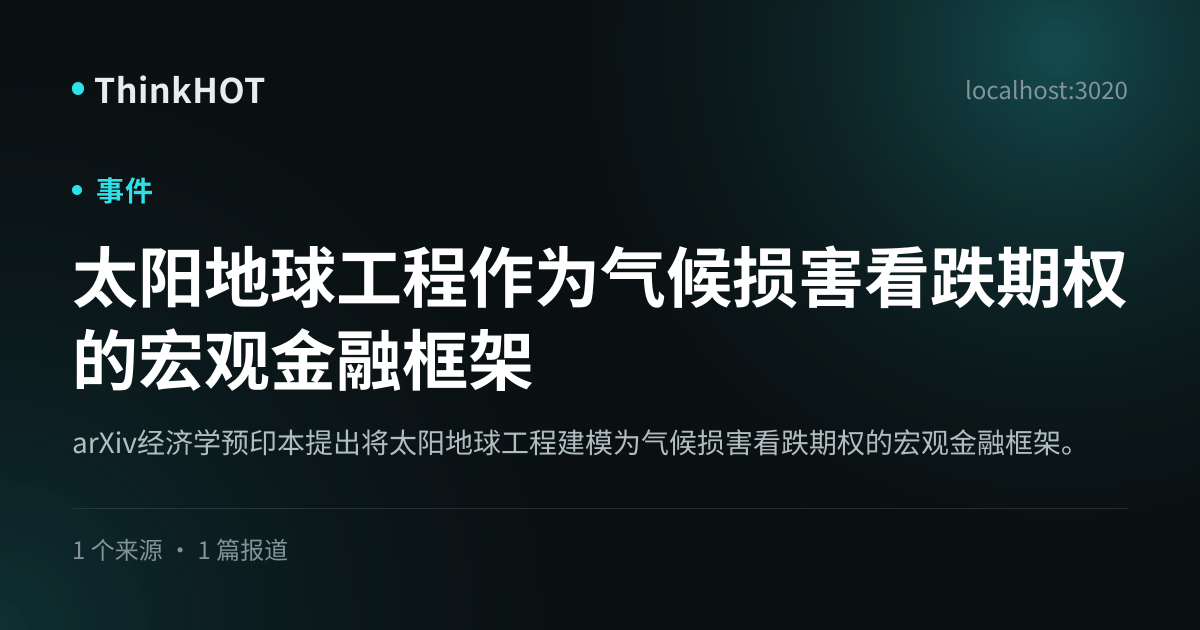 ThinkHOT
localhost:3020
事件
太阳地球工程作为气候损害看跌期权
的宏观金融框架
arXiv经济学预印本提出将太阳地球工程建模为气候损害看跌期权的宏观金融框架。
1 个来源 · 1 篇报道